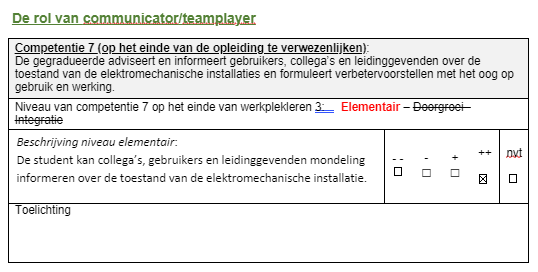 De rol van communicator/teamplayer
Competentie 7 (op het einde van de opleiding te verwezenlijken):
De gegradueerde adviseert en informeert gebruikers, collega's en leidinggevenden over de
toestand van de elektromechanische installaties en formuleert verbetervoorstellen met het oog op
gebruik en werking.
Niveau van competentie 7 op het einde van werkplekleren 3: Elementair – Doorgroei -
Integratie
Beschrijving niveau elementair:
De student kan collega's, gebruikers en leidinggevenden mondeling
informeren over de toestand van de elektromechanische installatie.
- - - + ++ nvt
☐ ☐ ☐ ☒ ☐
Toelichting